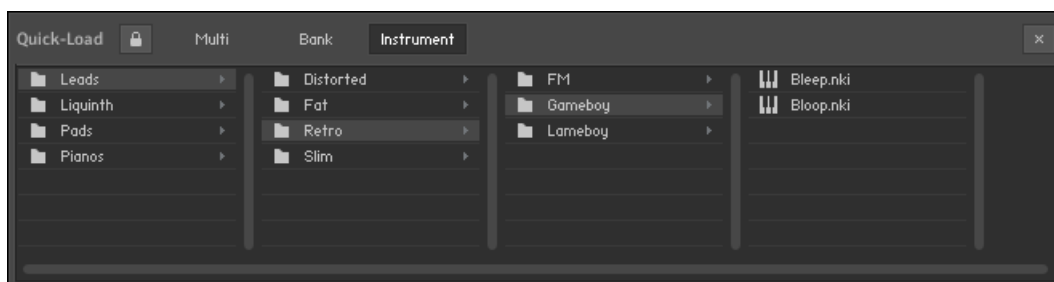 Quick-Load Multi Bank Instrument
Leads Distorted FM Bleep.nki
Liquinth Fat Gameboy Bloop.nki
Pads Retro Lameboy
Pianos Slim